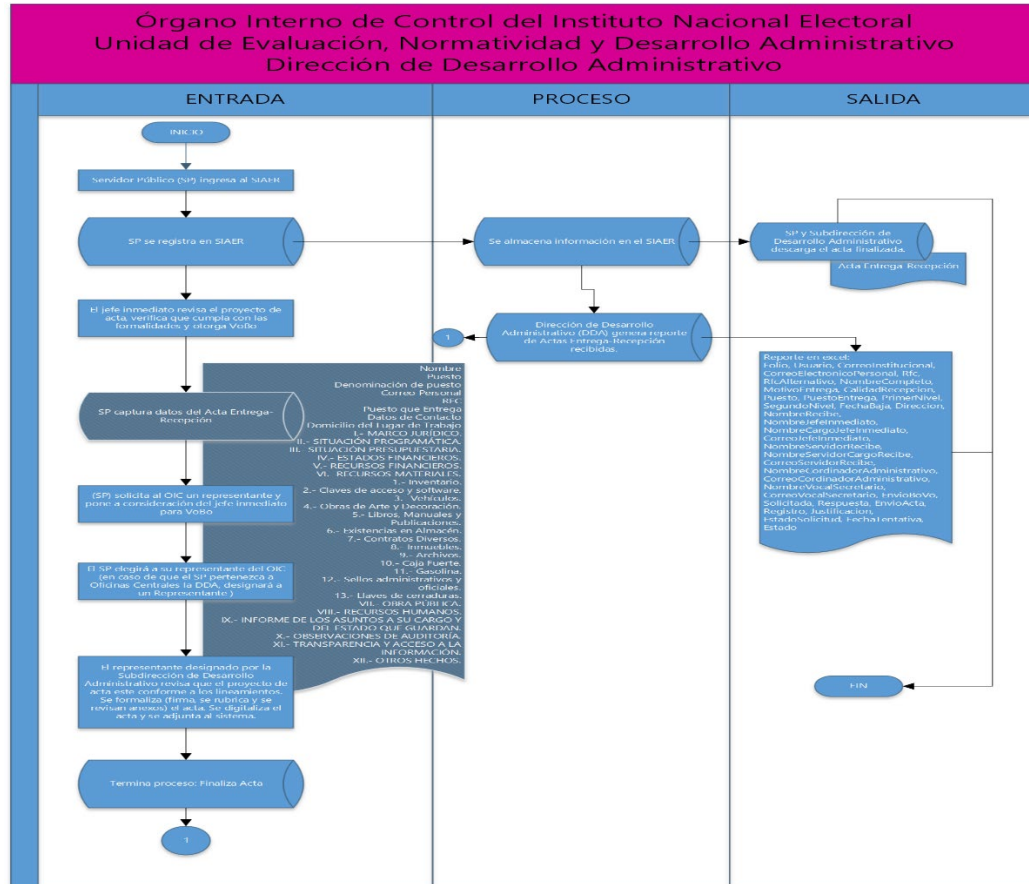 Órgano Interno de Control del Instituto Nacional Electoral
Unidad de Evaluación, Normatividad y Desarrollo Administrativo
Dirección de Desarrollo Administrativo
ENTRADA
PROCESO
SALIDA
INICIO
Servidor Público (SP) ingresa al SIAER
SP se registra en SIAER
Se almacena información en el SIAER
SP y Subdirección de
Desarrollo Administrativo
descarga el acta finalizada.
Acta Entrega-Recepción
El jefe inmediato revisa el proyecto de
acta, verifica que cumpla con las
formalidades y otorga VoBo
1
Dirección de Desarrollo
Administrativo (DDA) genera reporte
de Actas Entrega-Recepción
recibidas.
SP captura datos del Acta Entrega-
Recepción
Nombre
Puesto
Denominación de puesto
Correo Personal
RFC
Puesto que Entrega
Datos de Contacto
Domicilio del Lugar de Trabajo
I.- MARCO JURÍDICO.
II.- SITUACIÓN PROGRAMÁTICA.
III.- SITUACIÓN PRESUPUESTARIA.
IV.- ESTADOS FINANCIEROS.
V.- RECURSOS FINANCIEROS.
VI.- RECURSOS MATERIALES.
1.- Inventario.
2.- Claves de acceso y software.
3.- Vehículos.
4.- Obras de Arte y Decoración.
5.- Libros, Manuales y
Publicaciones.
6.- Existencias en Almacén.
7.- Contratos Diversos.
8.- Inmuebles.
9.- Archivos.
10.- Caja Fuerte.
11.- Gasolina.
12.- Sellos administrativos y
oficiales.
13.- Llaves de cerraduras.
VII.- OBRA PÚBLICA.
VIII.- RECURSOS HUMANOS.
IX.- INFORME DE LOS ASUNTOS A SU CARGO Y
DEL ESTADO QUE GUARDAN.
X.- OBSERVACIONES DE AUDITORÍA.
XI.- TRANSPARENCIA Y ACCESO A LA
INFORMACIÓN.
XII.- OTROS HECHOS.
Reporte en excel:
Folio, Usuario, CorreoInstitucional,
CorreoElectronicoPersonal, Rfc,
RfcAlternativo, NombreCompleto,
MotivoEntrega, CalidadRecepcion,
Puesto, PuestoEntrega, PrimerNivel,
SegundoNivel, FechaBaja, Direccion,
NombreRecibe,
NombreJefeInmediato,
NombreCargoJefeInmediato,
CorreoJefeInmediato,
NombreServidorRecibe,
NombreServidorCargoRecibe,
CorreoServidorRecibe,
NombreCordinadorAdministrativo,
CorreoCordinadorAdministrativo,
NombreVocalSecretario,
CorreoVocalSecretario, EnvioBoVo,
Solicitada, Respuesta, EnvioActa,
Registro, Justificacion,
EstadoSolicitud, FechaTentativa,
Estado
(SP) solicita al OIC un representante y
pone a consideración del jefe inmediato
para VoBo
El SP elegirá a su representante del OIC
(en caso de que el SP pertenezca a
Oficinas Centrales la DDA, designará a
un Representante )
El representante designado por la
Subdirección de Desarrollo
Administrativo revisa que el proyecto de
acta este conforme a los lineamientos.
Se formaliza (firma, se rubrica y se
revisan anexos) el acta. Se digitaliza el
acta y se adjunta al sistema.
FIN
Termina proceso: Finaliza Acta
1